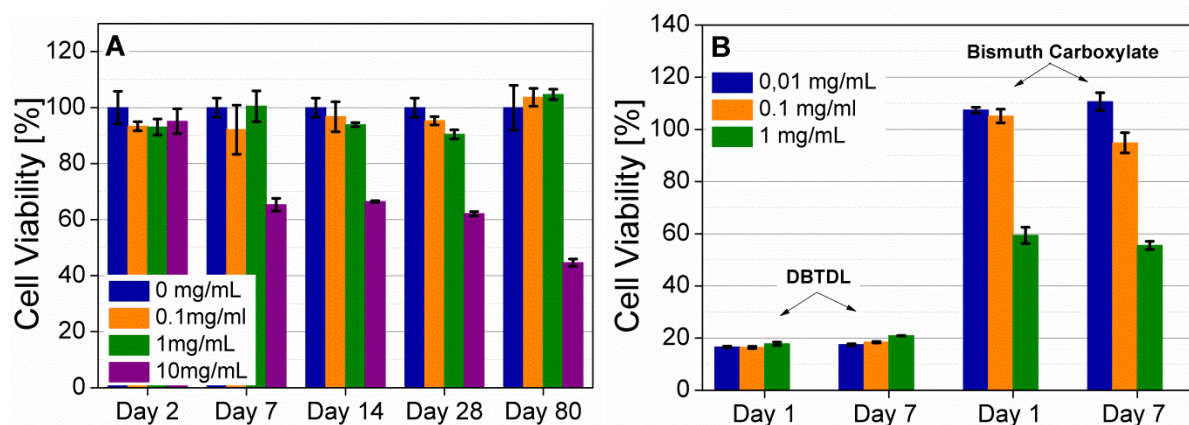 A
Cell Viability [%]
120
100
80
60
40
20
0
0 mg/mL
0.1mg/ml
1mg/mL
10mg/mL
Day 2 Day 7 Day 14 Day 28 Day 80
B
Cell Viability [%]
140
120
100
80
60
40
20
0
Bismuth Carboxylate
0,01 mg/mL
0.1 mg/ml
1 mg/mL
DBTDL
Day 1 Day 7 Day 1 Day 7